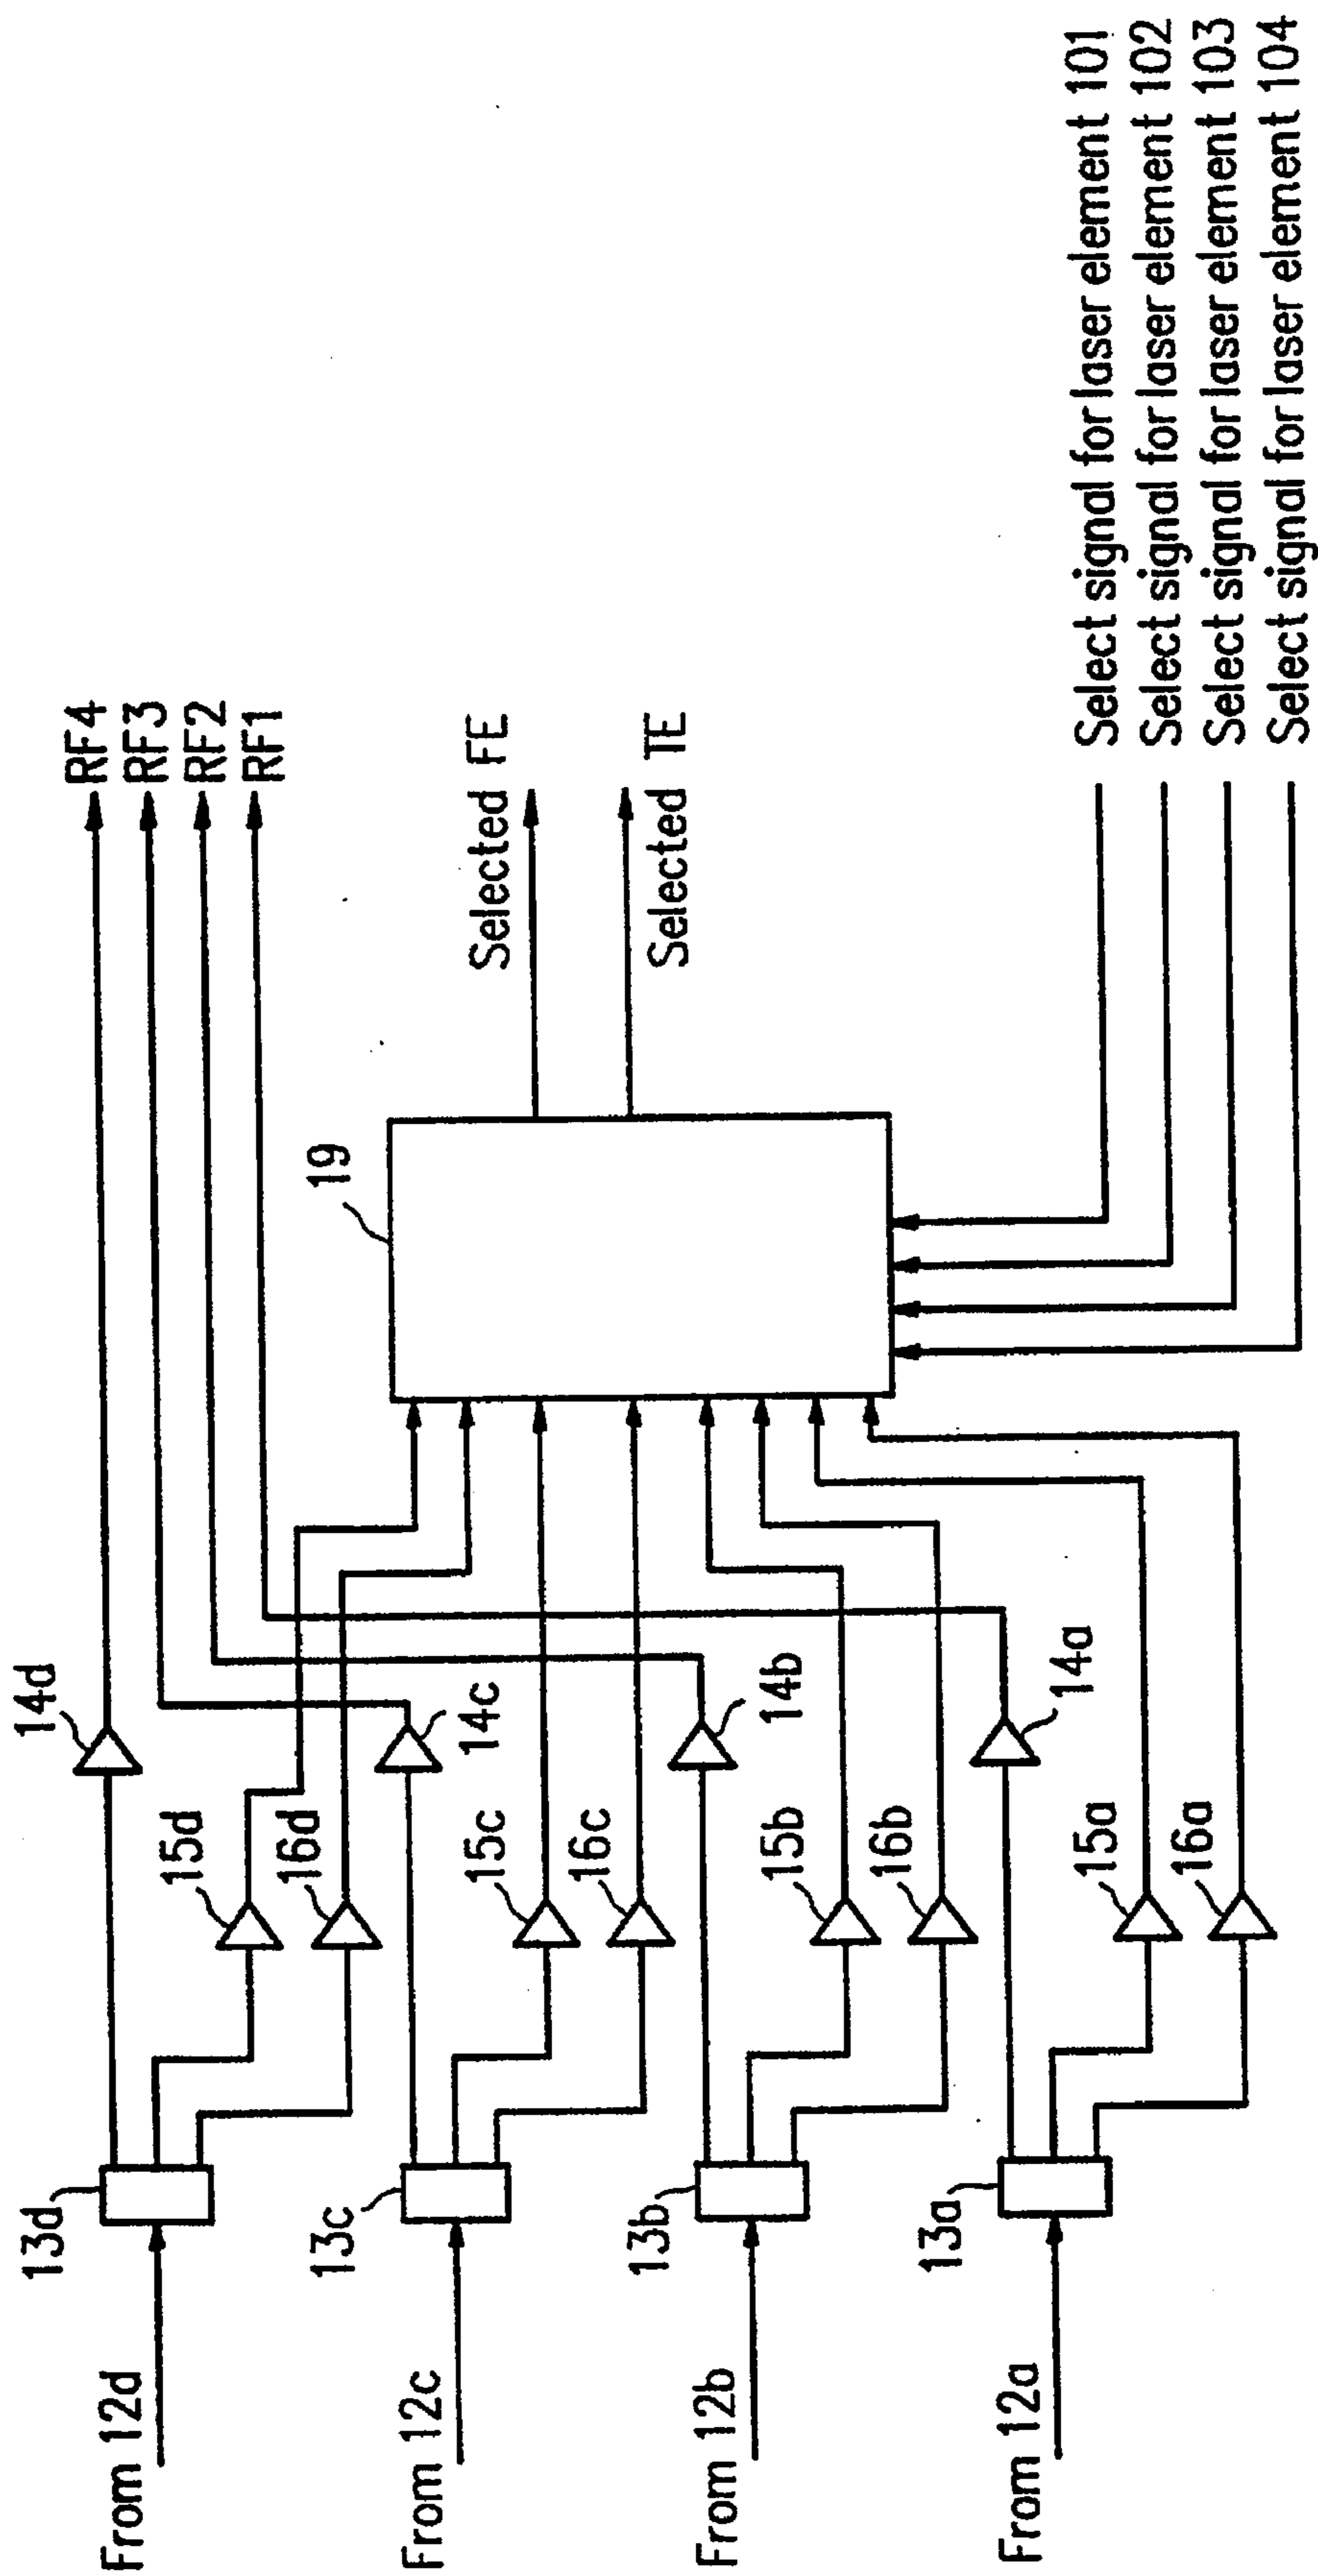 From 12d
13d
14d
15d
16d
From 12c
13c
14c
15c
16c
From 12b
13b
14b
15b
16b
From 12a
13a
14a
15a
16a
19
RF4
RF3
RF2
RF1
Selected FE
Selected TE
Select signal for laser element 101
Select signal for laser element 102
Select signal for laser element 103
Select signal for laser element 104